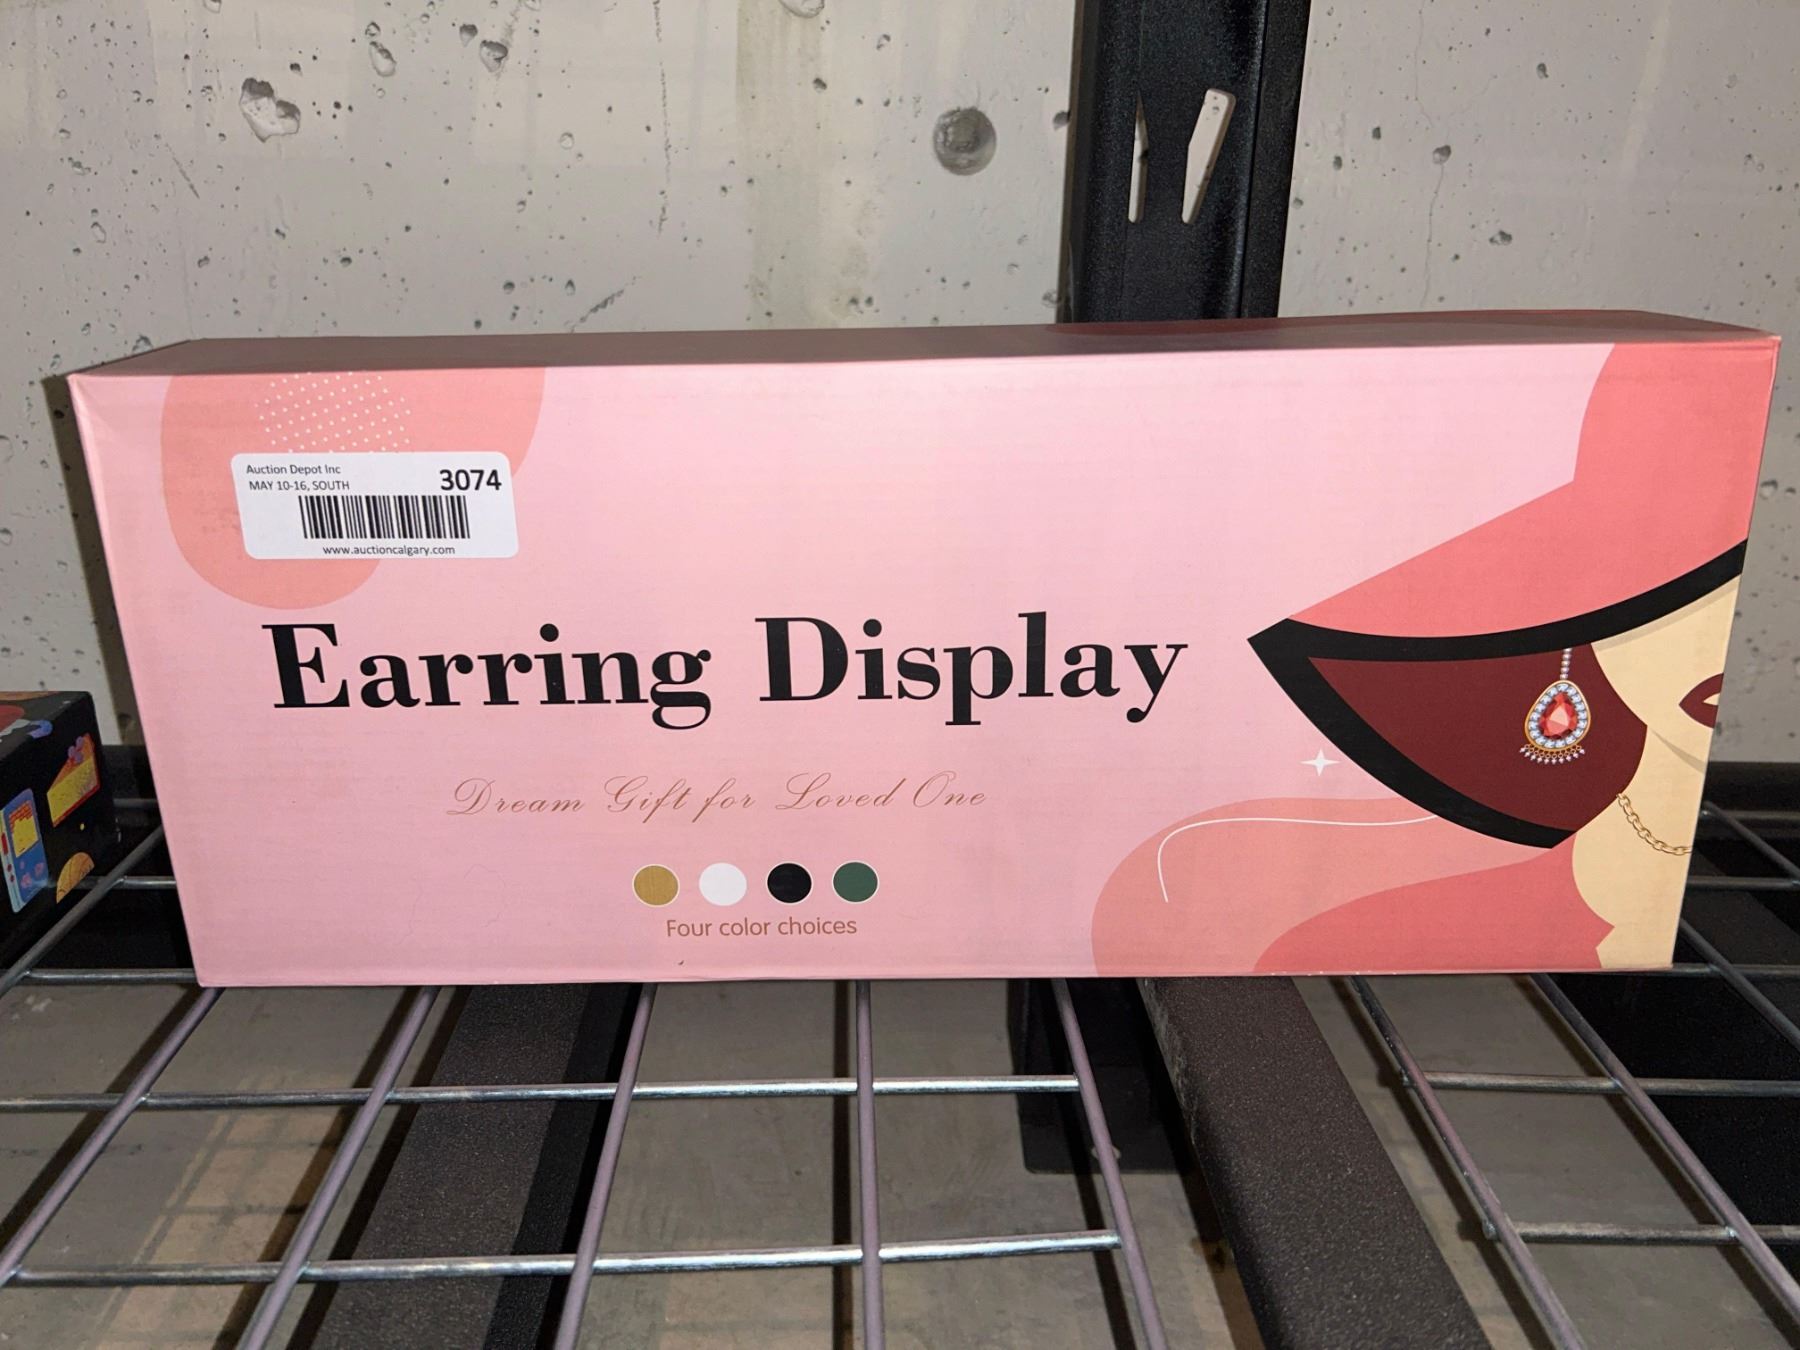 Auction Depot Inc
MAY 10-16, SOUTH
3074
www.auctioncalgary.com
Earring Display
Dream Gift for Loved One
Four color choices